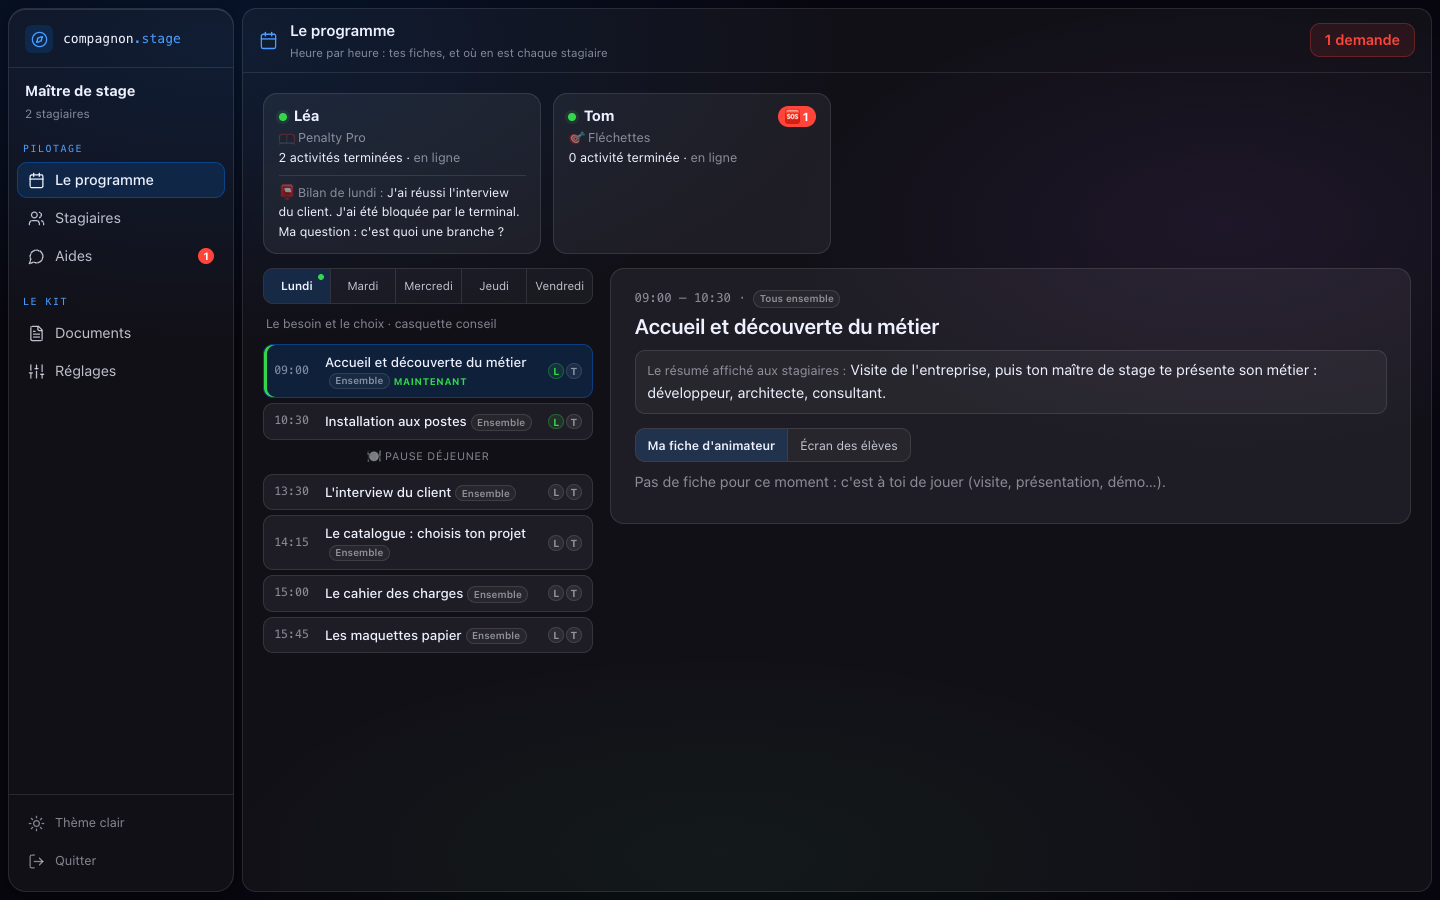 compagnon.stage
Maître de stage
2 stagiaires
PILOTAGE
Le programme
Stagiaires
Aides 1
LE KIT
Documents
Réglages
Thème clair
Quitter
Le programme
Heure par heure : tes fiches, et où en est chaque stagiaire
1 demande
Léa
Penalty Pro
2 activités terminées · en ligne
Bilan de lundi : J'ai réussi l'interview
du client. J'ai été bloquée par le terminal.
Ma question : c'est quoi une branche ?
Tom
SOS 1
Fléchettes
0 activité terminée · en ligne
Lundi Mardi Mercredi Jeudi Vendredi
Le besoin et le choix · casquette conseil
09:00 Accueil et découverte du métier
Ensemble MAINTENANT L T
10:30 Installation aux postes Ensemble L T
PAUSE DÉJEUNER
13:30 L'interview du client Ensemble L T
14:15 Le catalogue : choisis ton projet
Ensemble L T
15:00 Le cahier des charges Ensemble L T
15:45 Les maquettes papier Ensemble L T
09:00 — 10:30 · Tous ensemble
Accueil et découverte du métier
Le résumé affiché aux stagiaires : Visite de l'entreprise, puis ton maître de stage te présente son métier :
développeur, architecte, consultant.
Ma fiche d'animateur Écran des élèves
Pas de fiche pour ce moment : c'est à toi de jouer (visite, présentation, démo…).